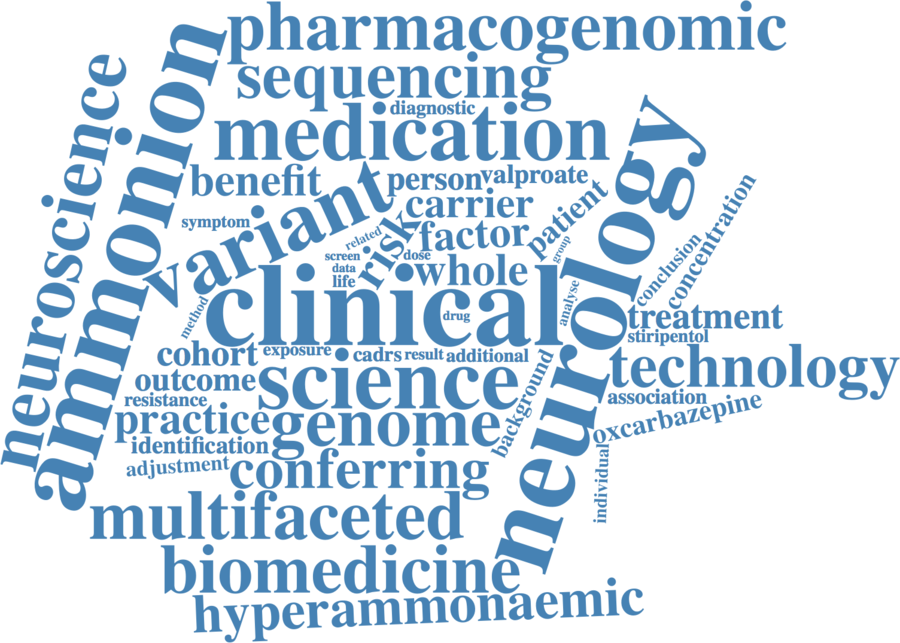 pharmacogenomic
sequencing
diagnostic
medication
neuroscience
ammonion
benefit
person
valproate
variant
carrier
symptom
risk
related
factor
patient
neurology
screen
dose
group
data
whole
life
conclusion
concentration
method
clinical
drug
analyse
treatment
stiripentol
cohort
exposure
cadrs
result
additional
technology
outcome
science
background
association
resistance
practice
genome
oxcarbazepine
identification
adjustment
conferring
individual
multifaceted
biomedicine
hyperammonaemic